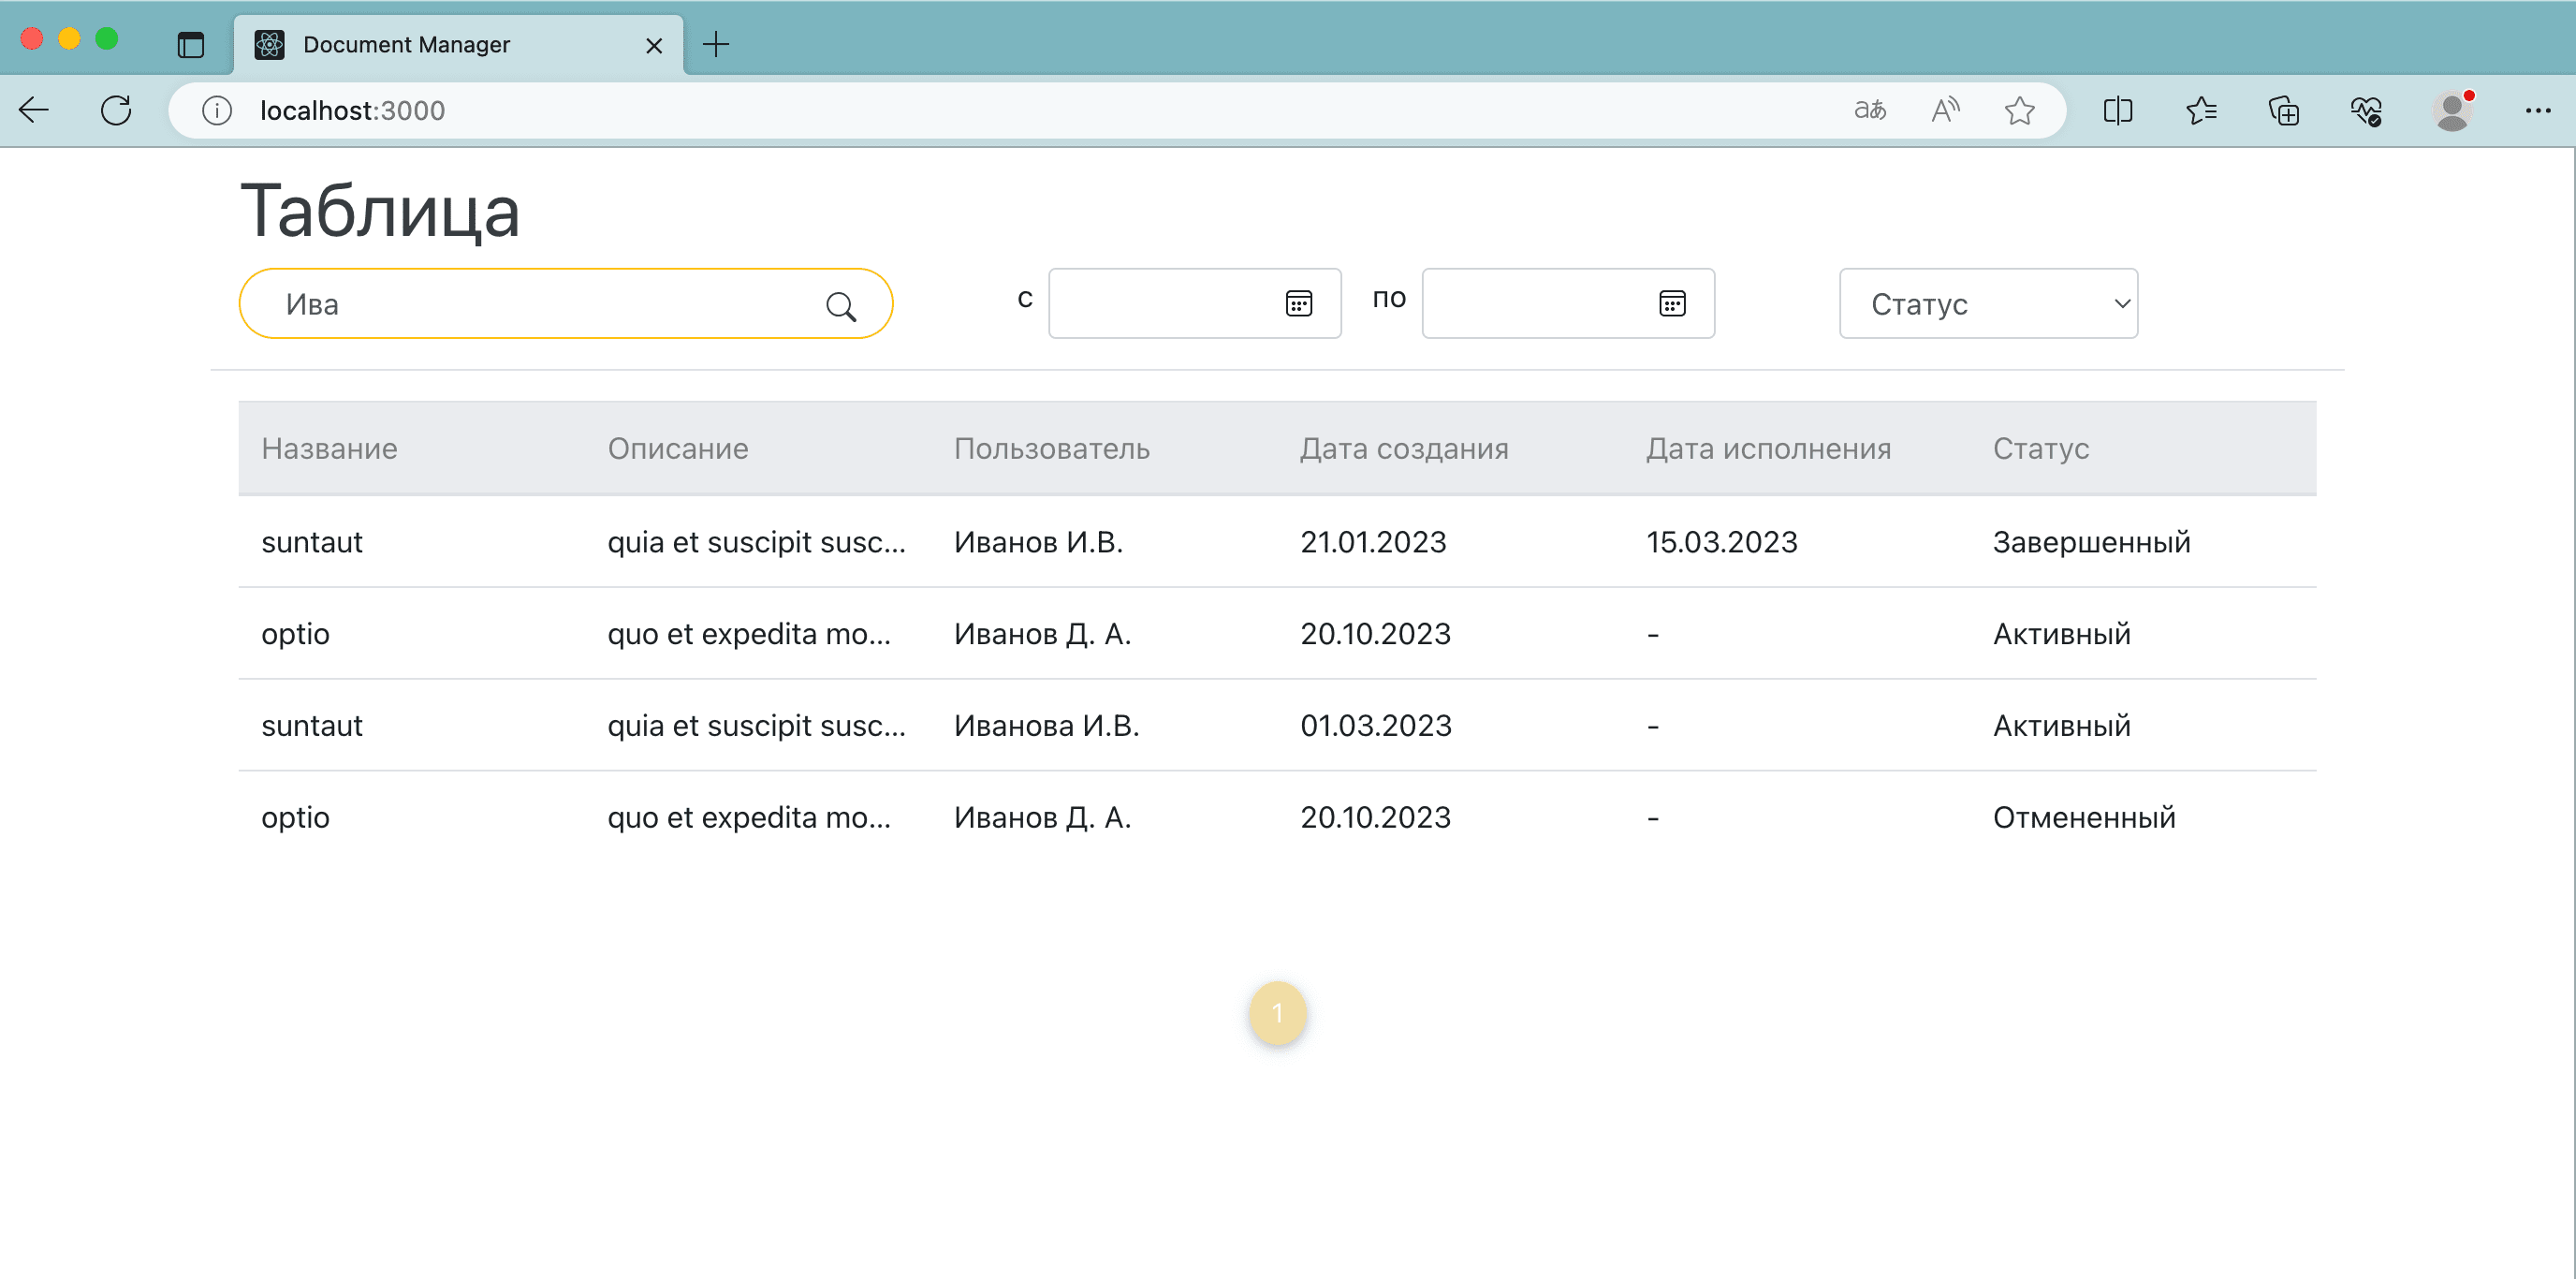 Document Manager
localhost:3000
Таблица
Ива с по Статус
Название Описание Пользователь Дата создания Дата исполнения Статус
suntaut quia et suscipit susc... Иванов И.В. 21.01.2023 15.03.2023 Завершенный
optio quo et expedita mo... Иванов Д. А. 20.10.2023 - Активный
suntaut quia et suscipit susc... Иванова И.В. 01.03.2023 - Активный
optio quo et expedita mo... Иванов Д. А. 20.10.2023 - Отмененный
1